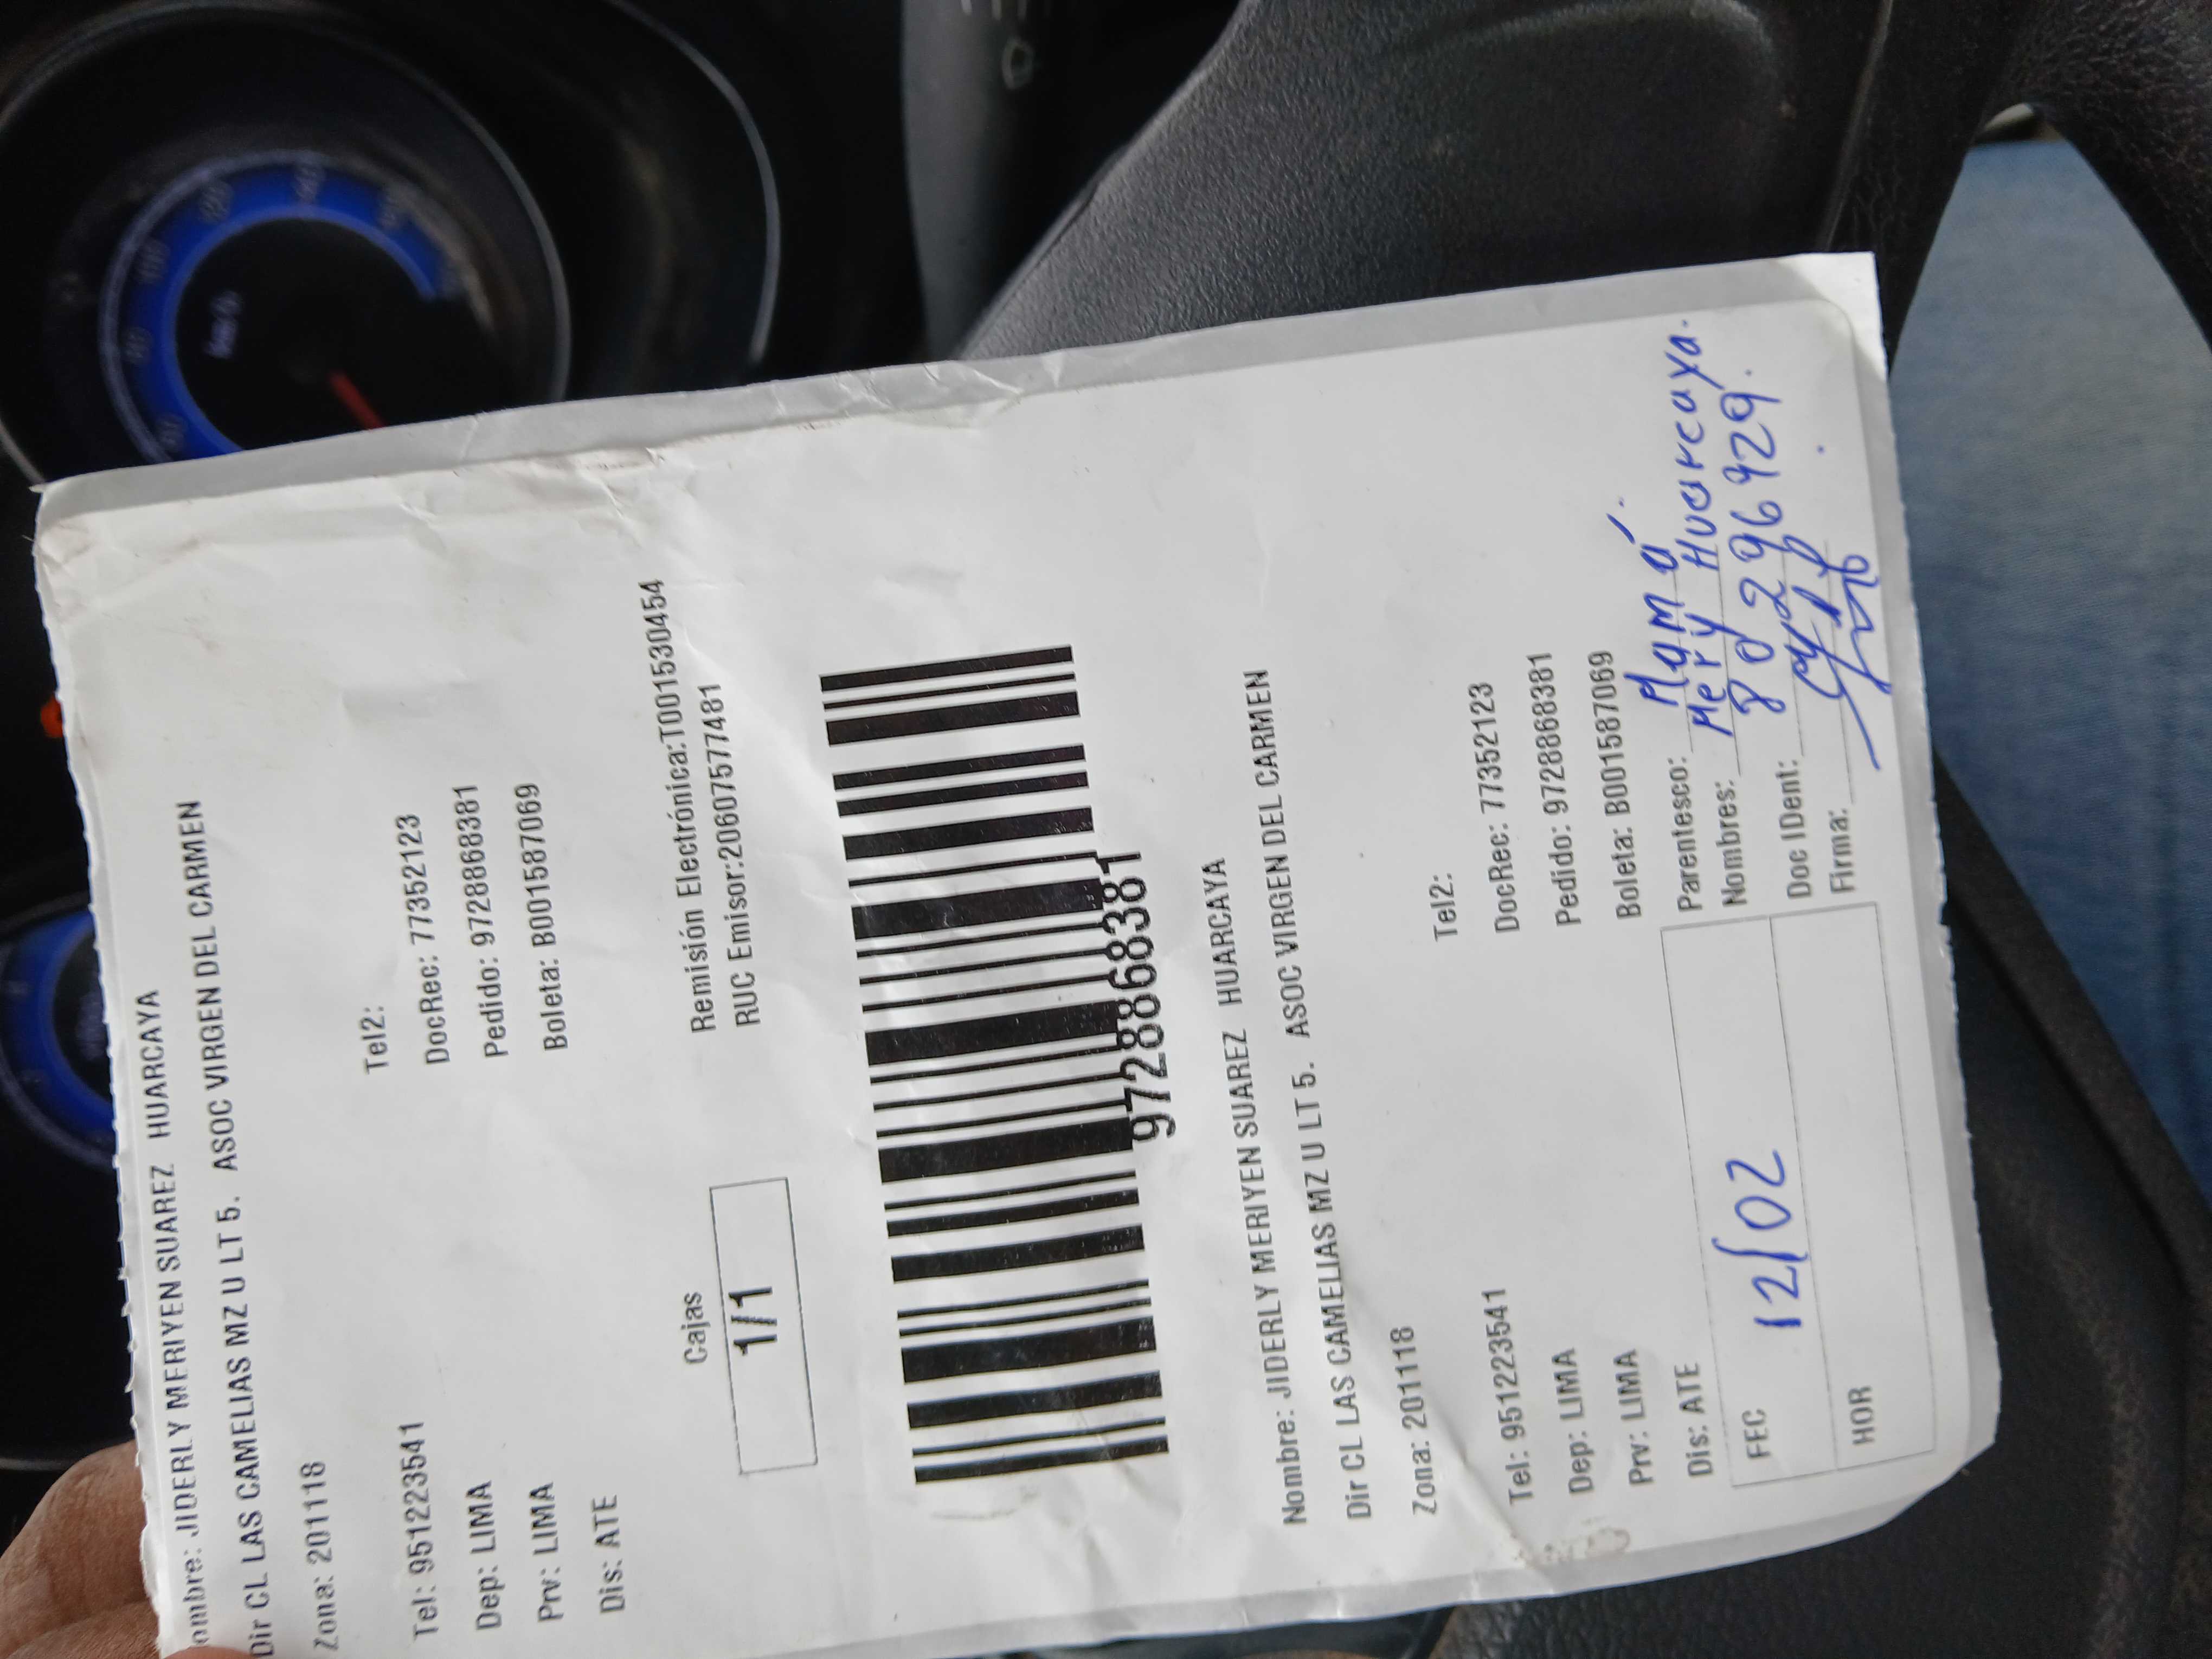 ombre: JIDERLY MERIYEN SUAREZ HUARCAYA
Dir CL LAS CAMELIAS MZ U LT 5. ASOC VIRGEN DEL CARMEN
Zona: 201118
Tel: 951223541 Tel2:
Dep: LIMA DocRec: 77352123
Prv: LIMA Pedido: 97288868381
Dis: ATE Boleta: B001587069
Cajas Remisión Electrónica:T001530454
1/1 RUC Emisor:20607577481
97288868381
Nombre: JIDERLY MERIYEN SUAREZ HUARCAYA
Dir CL LAS CAMELIAS MZ U LT 5. ASOC VIRGEN DEL CARMEN
Zona: 201118
Tel: 951223541 Tel2:
Dep: LIMA DocRec: 77352123
Prv: LIMA Pedido: 97288868381
Dis: ATE Boleta: B001587069
FEC 12/02 Parentesco: Mamá.
Nombres: Mery Huarcaya.
HOR Doc IDent: 80296929.
Firma: